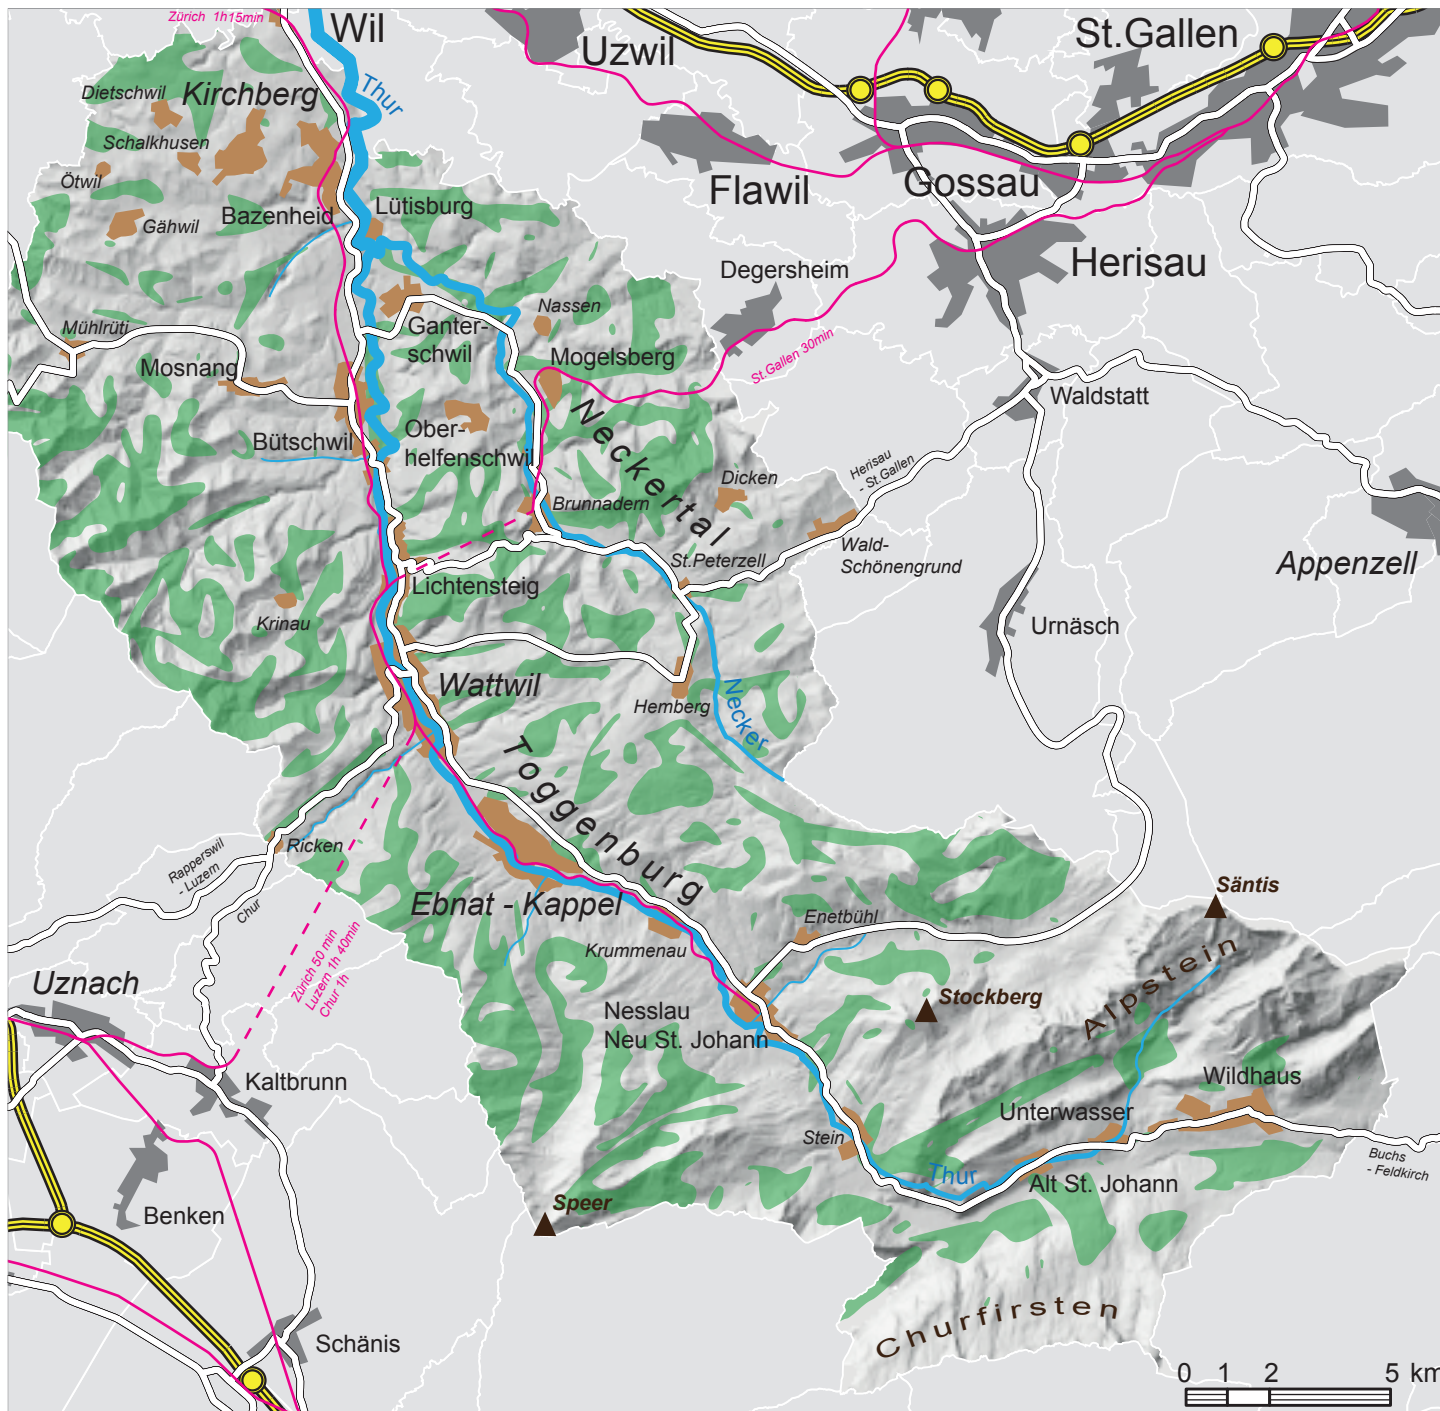 Zürich 1h15min
Wil
Uzwil
St.Gallen
Thur
Dietschwil
Kirchberg
Schalkhusen
Ötwil
Gähwil
Bazenheid
Lütisburg
Flawil
Gossau
Herisau
Degersheim
Nassen
Mühlrüti
Ganter-
schwil
Mogelsberg
St.Gallen 30min
Mosnang
Waldstatt
Neckertal
Bütschwil
Ober-
helfenschwil
Herisau
- St.Gallen
Dicken
Brunnadern
Wald-
Schönengrund
St.Peterzell
Appenzell
Lichtensteig
Krinau
Urnäsch
Wattwil
Hemberg
Necker
Toggenburg
Ricken
Rapperswil
- Luzern
Chur
Ebnat - Kappel
Enetbühl
Säntis
Krummenau
Zürich 50 min
Luzern 1h 40min
Chur 1h
Uznach
Alpstein
Stockberg
Nesslau
Neu St. Johann
Kaltbrunn
Wildhaus
Unterwasser
Stein
Thur
Alt St. Johann
Buchs
- Feldkirch
Speer
Benken
Churfirsten
Schänis
0 1 2 5 km